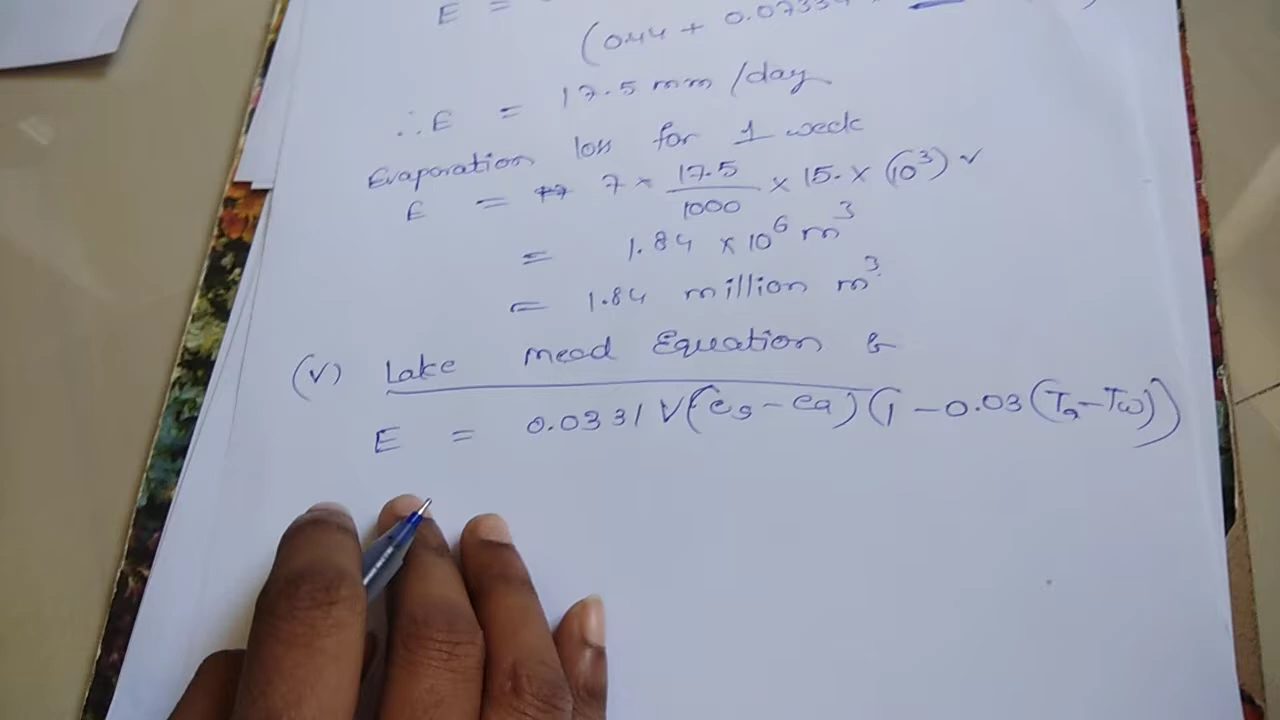 E =
(0.44 + 0.0733
∴E = 17.5 mm /day
Evaporation loss for 1 week
E = 7 × 17.5/1000 × 15. × (10³) ✓
= 1.84 × 10⁶ m³
= 1.84 million m³
(V) Lake Mead Equation
E = 0.0331 V(es-ea)(1-0.03(Ta-Tw))